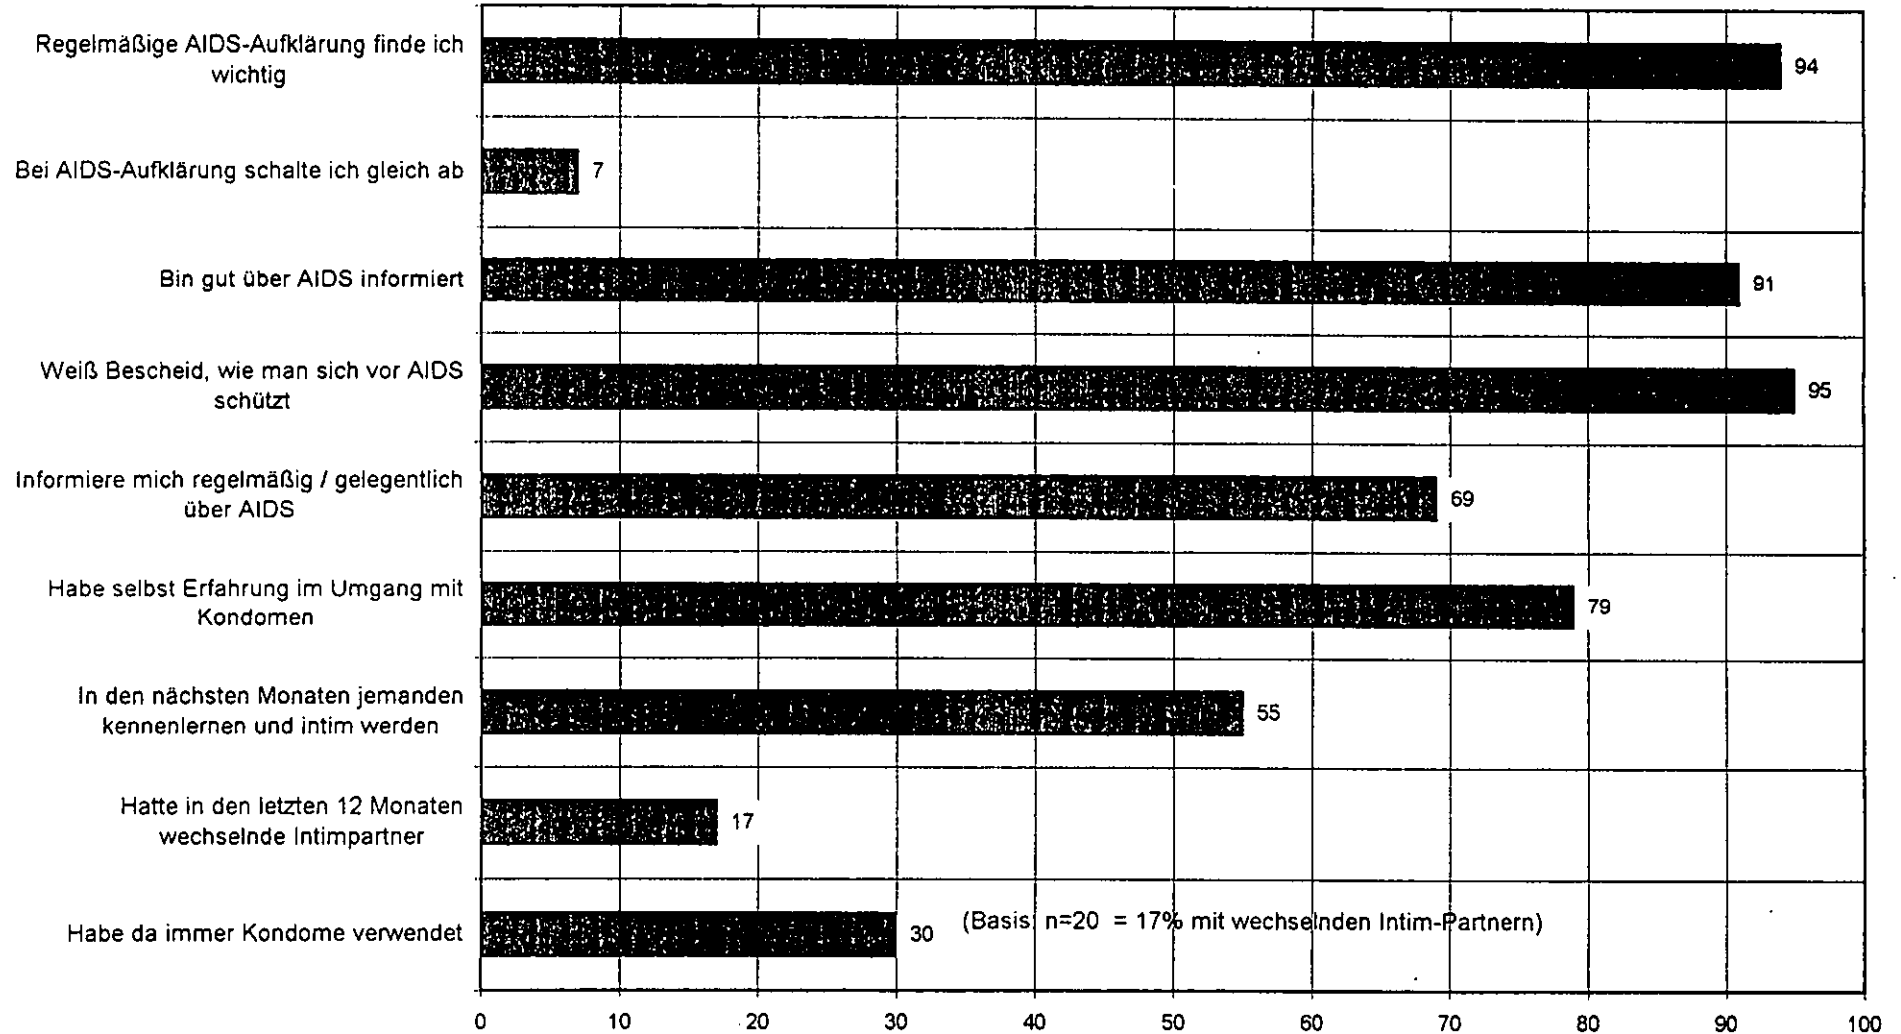 Regelmäßige AIDS-Aufklärung finde ich
wichtig
94
Bei AIDS-Aufklärung schalte ich gleich ab
7
Bin gut über AIDS informiert
91
Weiß Bescheid, wie man sich vor AIDS
schützt
95
Informiere mich regelmäßig / gelegentlich
über AIDS
69
Habe selbst Erfahrung im Umgang mit
Kondomen
79
In den nächsten Monaten jemanden
kennenlernen und intim werden
55
Hatte in den letzten 12 Monaten
wechselnde Intimpartner
17
Habe da immer Kondome verwendet
30 (Basis: n=20 = 17% mit wechselnden Intim-Partnern)
0 10 20 30 40 50 60 70 80 90 100